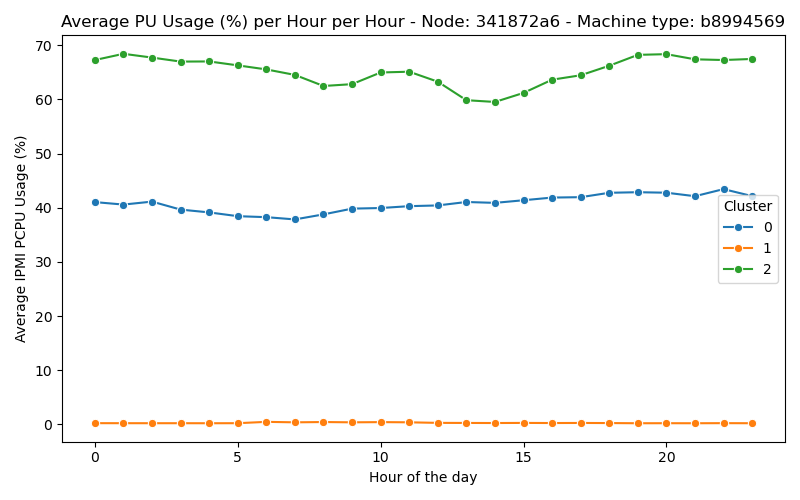 Average PU Usage (%) per Hour per Hour - Node: 341872a6 - Machine type: b8994569
Average IPMI PCPU Usage (%)
70
60
50
40
30
20
10
0
Cluster
0
1
2
0 5 10 15 20
Hour of the day